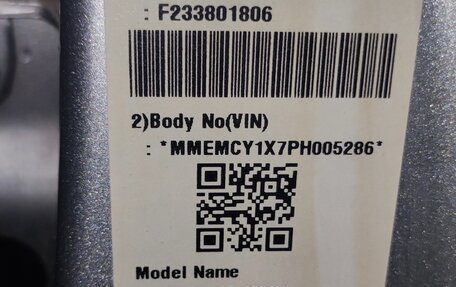 : F233801806
2)Body No(VIN)
: *MMEMCY1X7PH005286*
Model Name